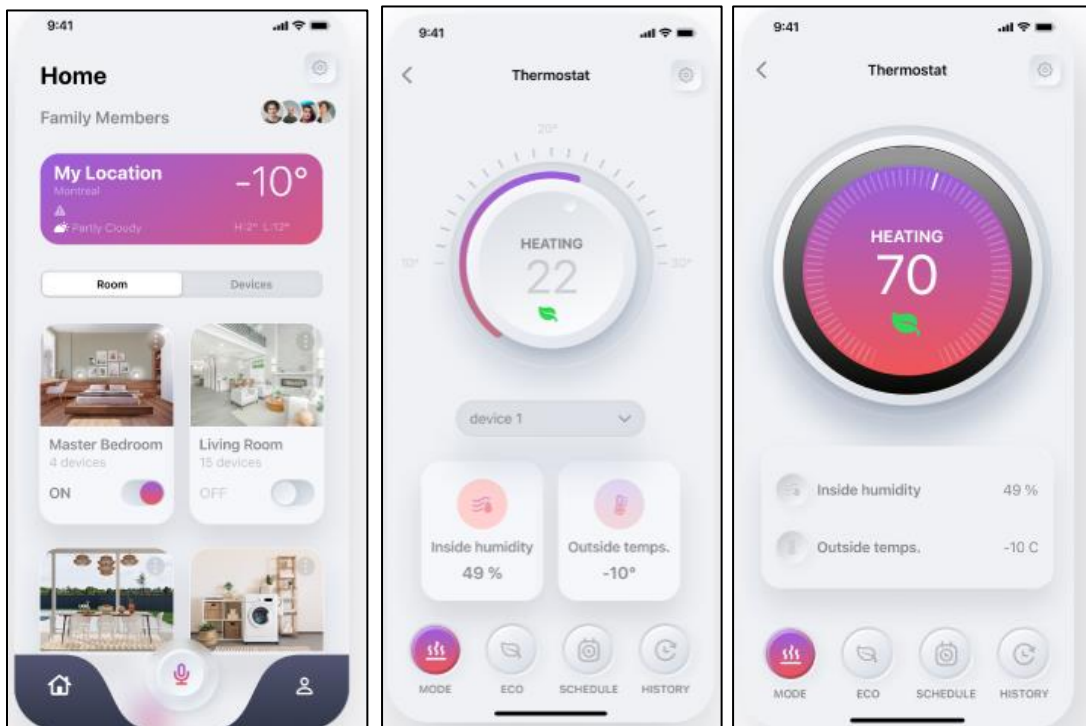 9:41
Home
Family Members
My Location
-10°
Montreal
Partly Cloudy
H:2° L:12°
Room
Devices
Master Bedroom
4 devices
ON
Living Room
15 devices
OFF
9:41
Thermostat
20°
10°
30°
HEATING
22
device 1
Inside humidity
49 %
Outside temps.
-10°
MODE
ECO
SCHEDULE
HISTORY
9:41
Thermostat
HEATING
70
Inside humidity
49 %
Outside temps.
-10 C
MODE
ECO
SCHEDULE
HISTORY